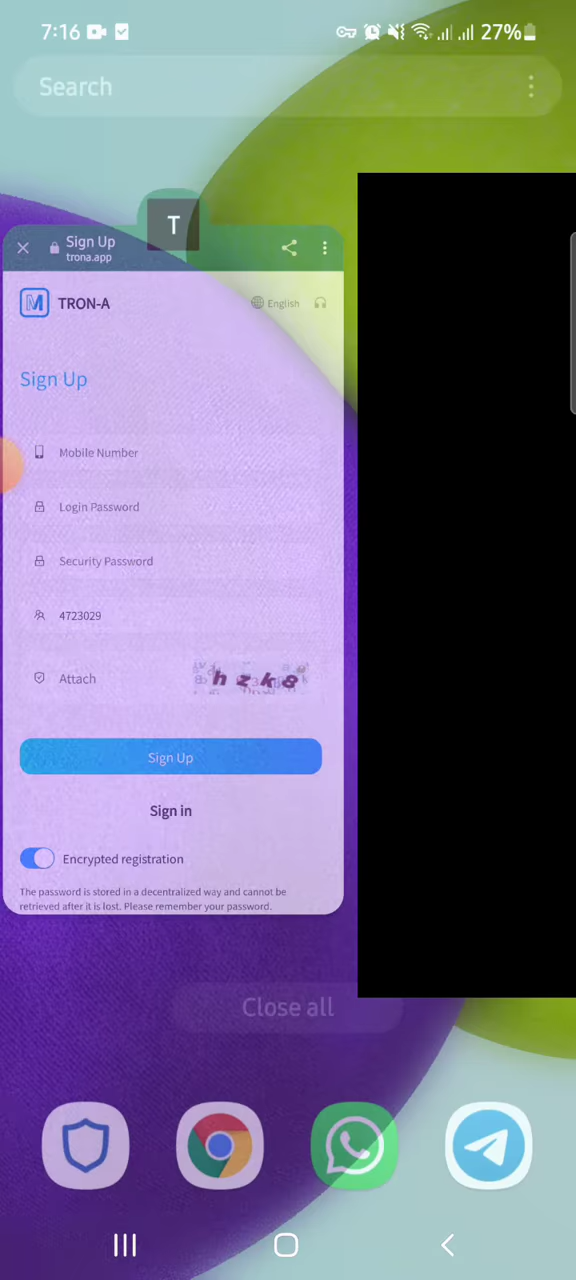 7:16 27%
Search
T
Sign Up
trona.app
M TRON-A English
Sign Up
Mobile Number
Login Password
Security Password
4723029
Attach hzk8
Sign Up
Sign in
Encrypted registration
The password is stored in a decentralized way and cannot be
retrieved after it is lost. Please remember your password.
Close all